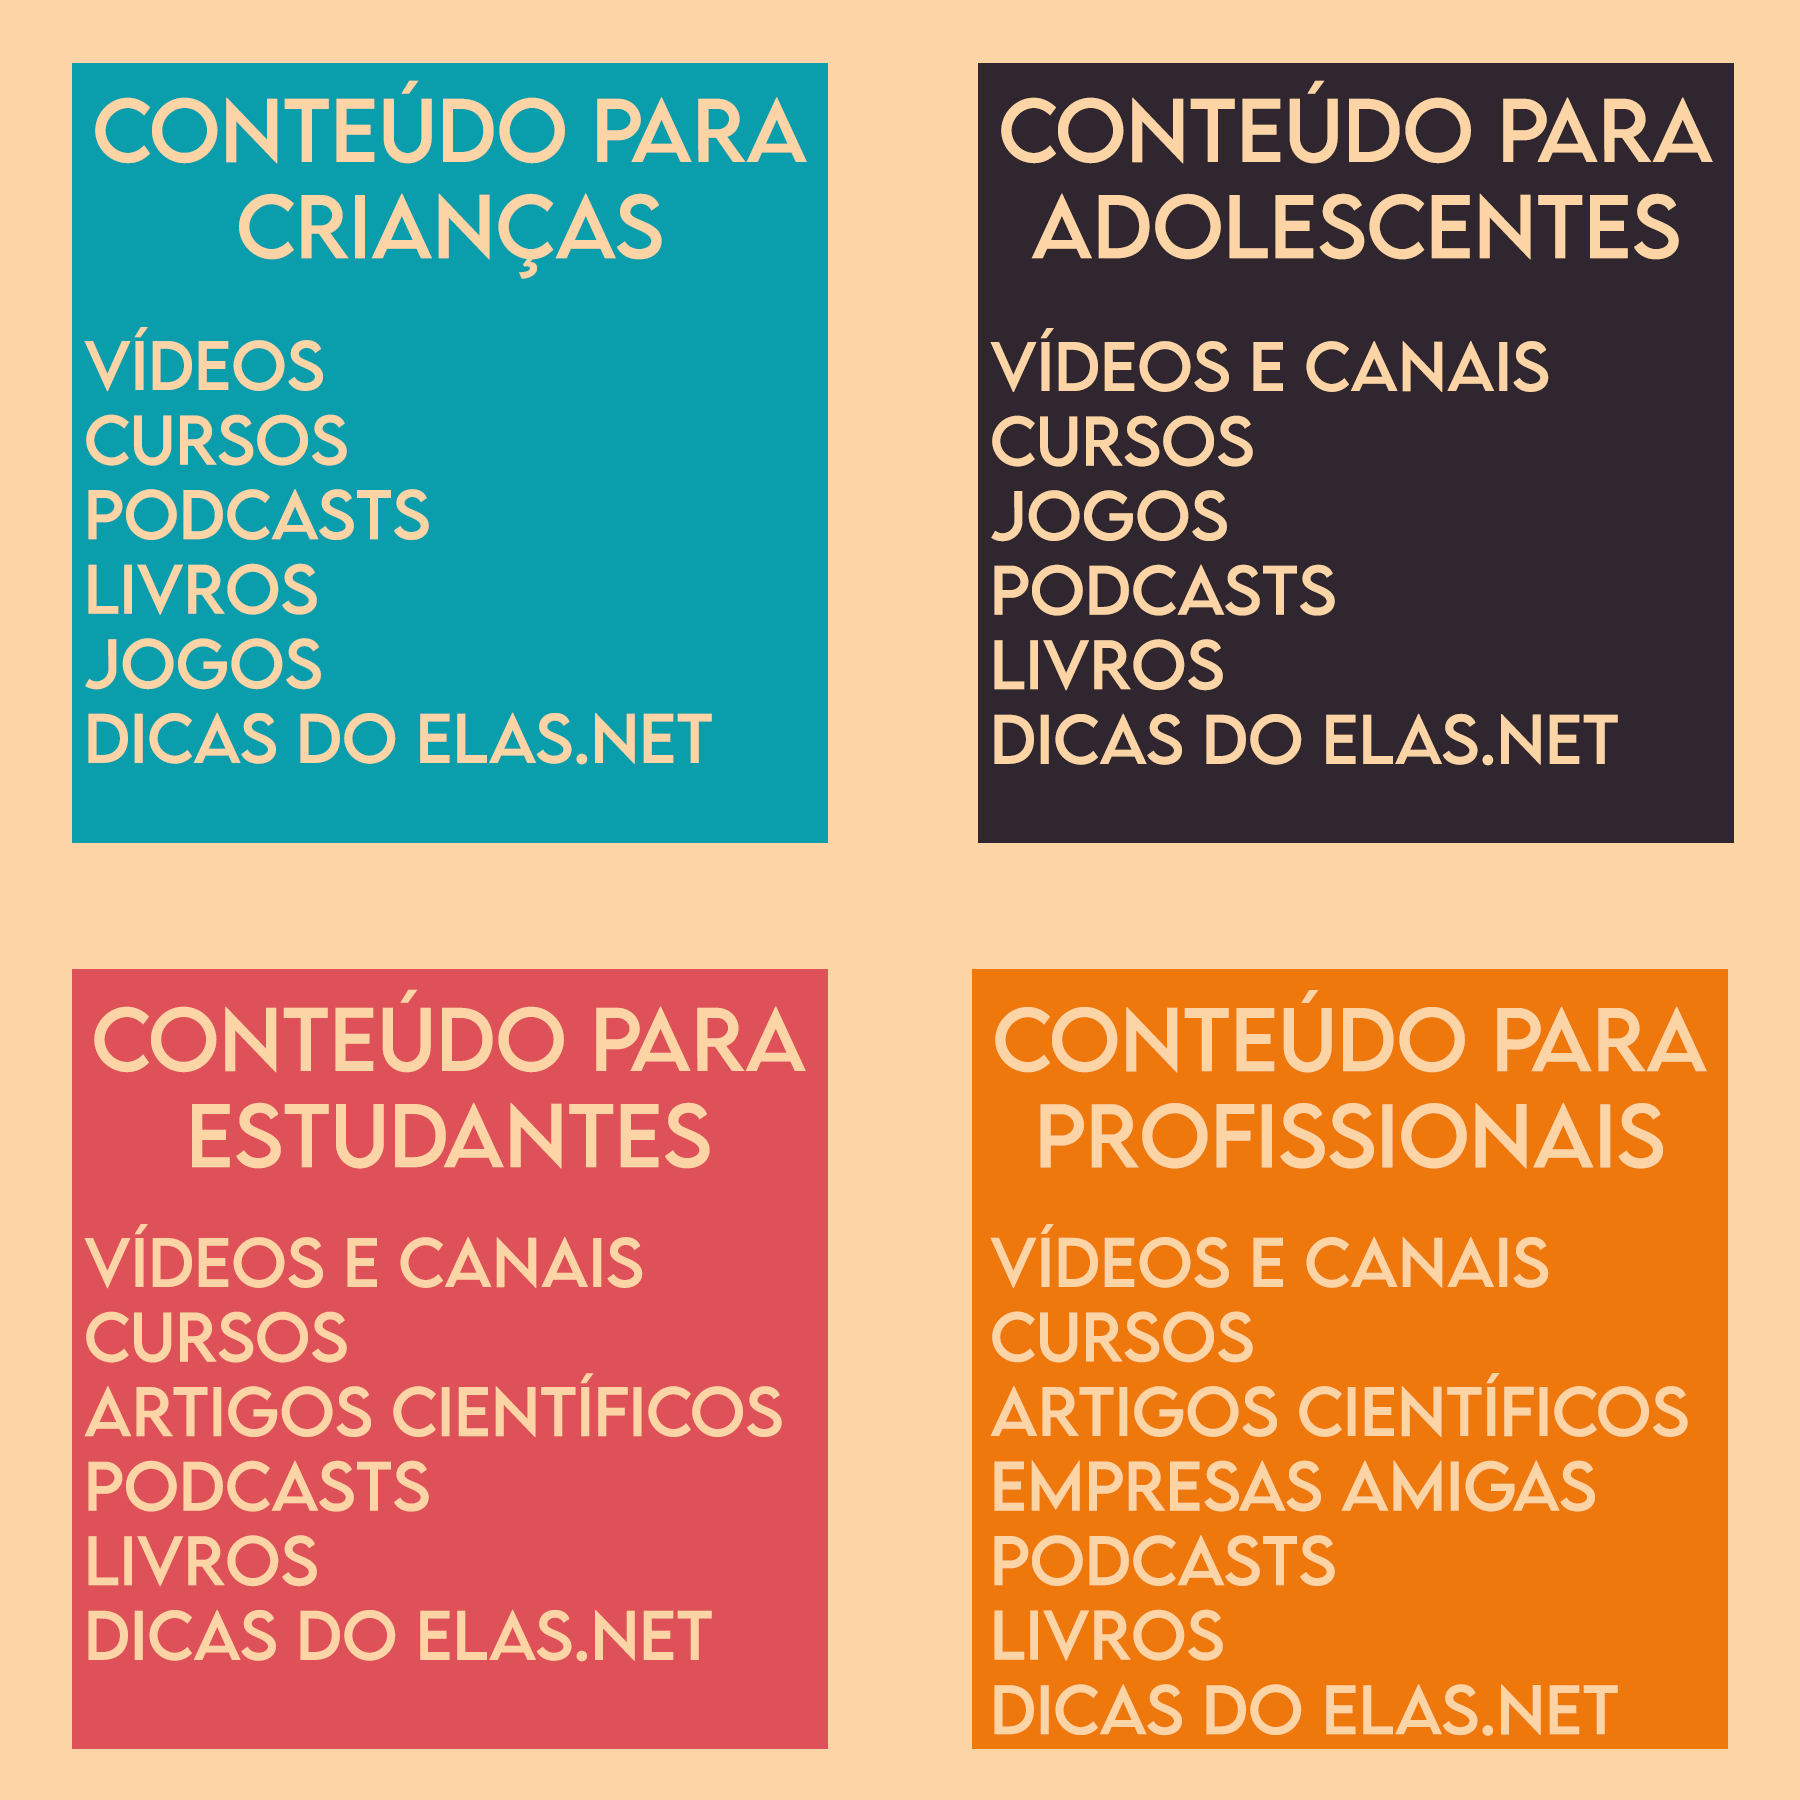 CONTEÚDO PARA
CRIANÇAS
VÍDEOS
CURSOS
PODCASTS
LIVROS
JOGOS
DICAS DO ELAS.NET
CONTEÚDO PARA
ADOLESCENTES
VÍDEOS E CANAIS
CURSOS
JOGOS
PODCASTS
LIVROS
DICAS DO ELAS.NET
CONTEÚDO PARA
ESTUDANTES
VÍDEOS E CANAIS
CURSOS
ARTIGOS CIENTÍFICOS
PODCASTS
LIVROS
DICAS DO ELAS.NET
CONTEÚDO PARA
PROFISSIONAIS
VÍDEOS E CANAIS
CURSOS
ARTIGOS CIENTÍFICOS
EMPRESAS AMIGAS
PODCASTS
LIVROS
DICAS DO ELAS.NET